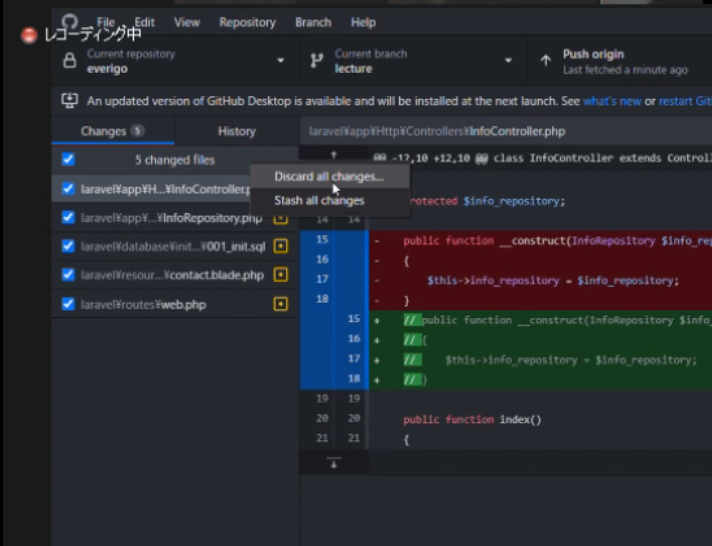 File Edit View Repository Branch Help
レコーディング中
Current repository
everigo
Current branch
lecture
Push origin
Last fetched a minute ago
An updated version of GitHub Desktop is available and will be installed at the next launch. See what's new or restart Git
Changes 5
History
laravel¥app¥Http¥Controllers¥InfoController.php
5 changed files
Discard all changes...
Stash all changes
laravel¥app¥H...¥InfoController.p
laravel¥app¥...¥InfoRepository.php
laravel¥database¥init...¥001_init.sql
laravel¥resour...¥contact.blade.php
laravel¥routes¥web.php
@@ -12,10 +12,10 @@ class InfoController extends Controll
rotected $info_repository;
14 14
15 - public function __construct(InfoRepository $info_rep
16 - {
17 - $this->info_repository = $info_repository;
18 - }
15 + // public function __construct(InfoRepository $info_
16 + // {
17 + // $this->info_repository = $info_repository;
18 + // }
19 19
20 20 public function index()
21 21 {